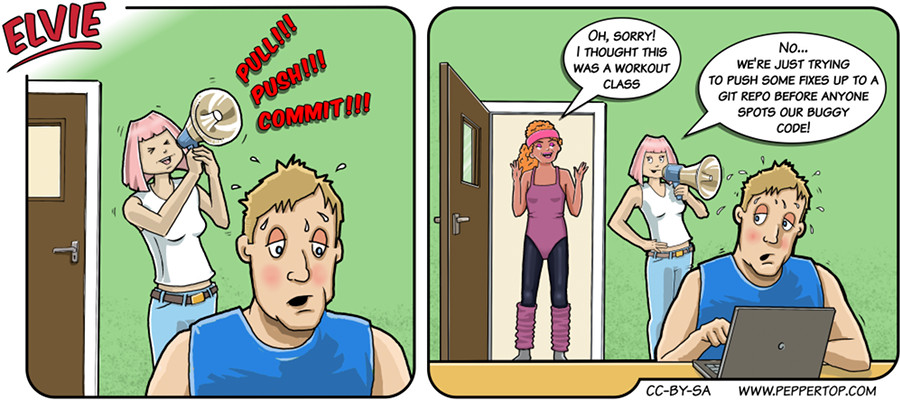 ELVIE
PULL!!!
PUSH!!!
COMMIT!!!
OH, SORRY!
I THOUGHT THIS
WAS A WORKOUT
CLASS
NO...
WE'RE JUST TRYING
TO PUSH SOME FIXES UP TO A
GIT REPO BEFORE ANYONE
SPOTS OUR BUGGY
CODE!
CC-BY-SA WWW.PEPPERTOP.COM